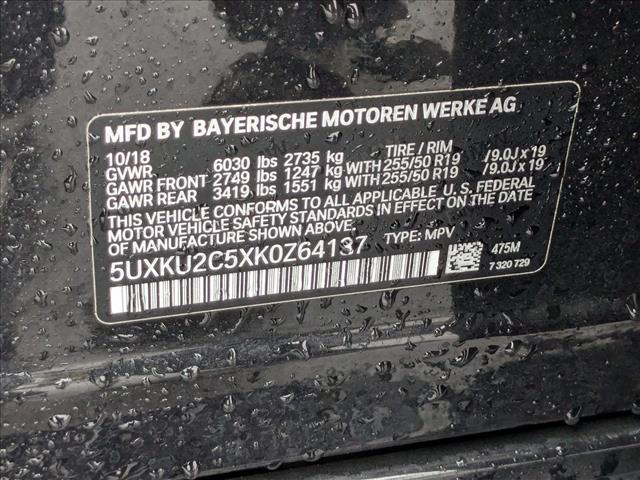 MFD BY BAYERISCHE MOTOREN WERKE AG
10/18 TIRE / RIM
GVWR 6030 lbs 2735 kg
GAWR FRONT 2749 lbs 1247 kg WITH 255/50 R19 /9.0J x 19
GAWR REAR 3419 lbs 1551 kg WITH 255/50 R19 /9.0J x 19
THIS VEHICLE CONFORMS TO ALL APPLICABLE U.S. FEDERAL
MOTOR VEHICLE SAFETY STANDARDS IN EFFECT ON THE DATE
OF MANUFACTURE SHOWN ABOVE.
5UXKU2C5XK0Z64137 TYPE: MPV 475M
7 320 729